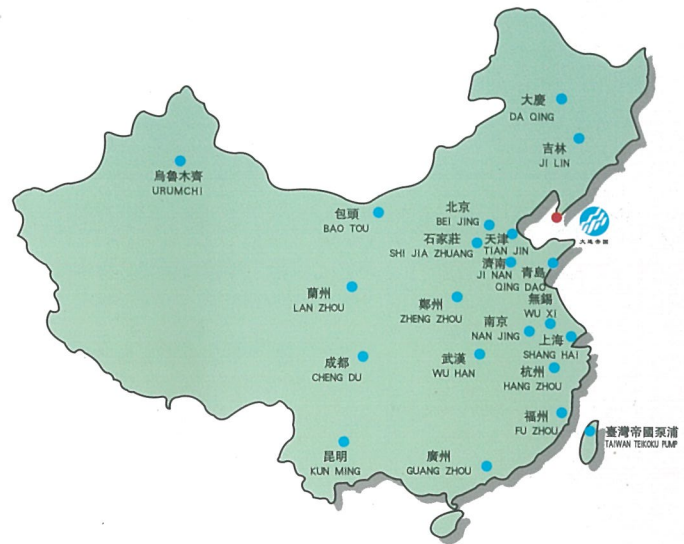 大慶
DA QING
吉林
JI LIN
烏魯木齊
URUMCHI
包頭
BAO TOU
北京
BEI JING
石家莊
SHI JIA ZHUANG
天津
TIAN JIN
大連帝國
濟南
JI NAN
青島
QING DAO
蘭州
LAN ZHOU
鄭州
ZHENG ZHOU
無錫
WU XI
南京
NAN JING
上海
SHANG HAI
成都
CHENG DU
武漢
WU HAN
杭州
HANG ZHOU
福州
FU ZHOU
臺灣帝國泵浦
TAIWAN TEIKOKU PUMP
昆明
KUN MING
廣州
GUANG ZHOU